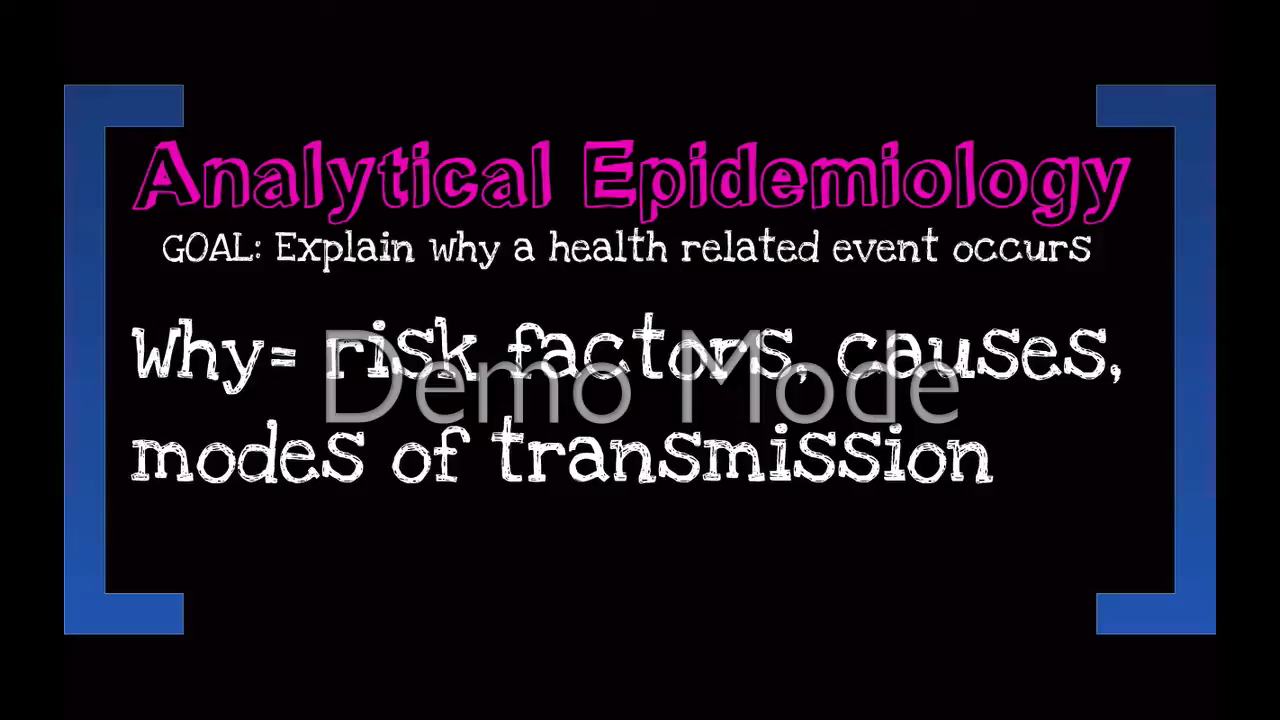 Analytical Epidemiology
GOAL: Explain why a health related event occurs
Why= risk factors, causes,
Demo Mode
modes of transmission